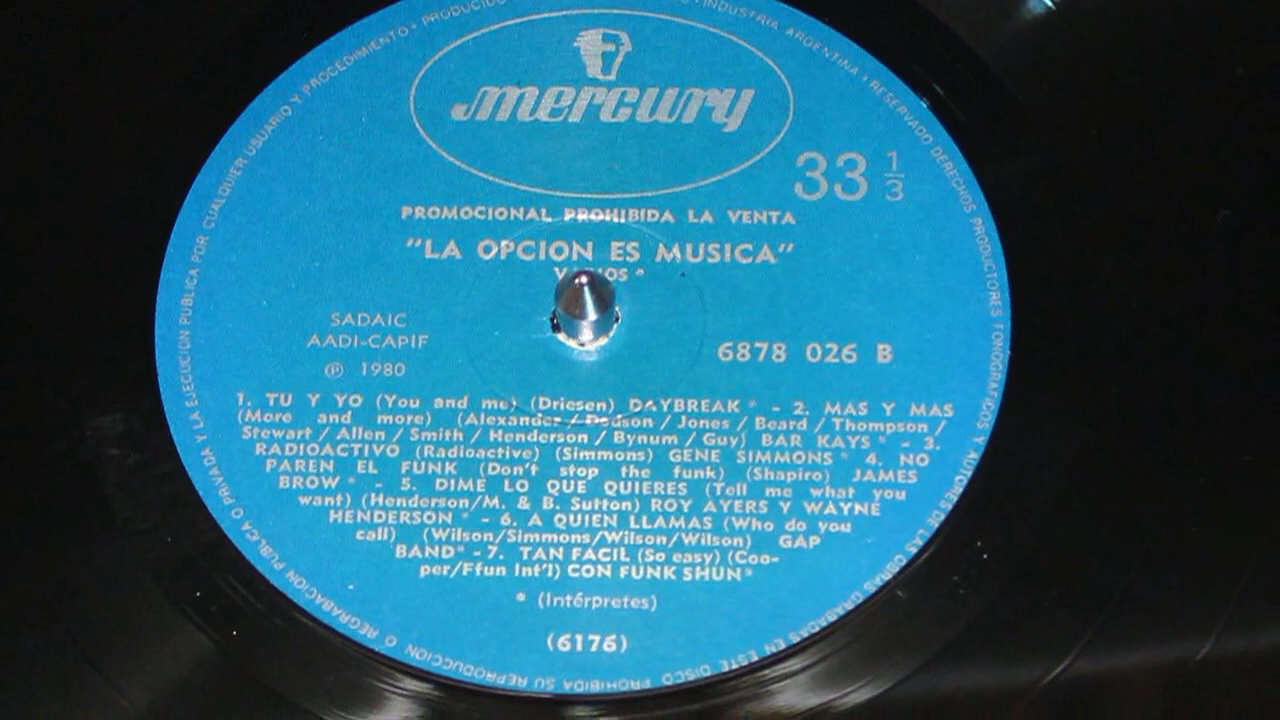 mercury
33 1/3
PROMOCIONAL PROHIBIDA LA VENTA
"LA OPCION ES MUSICA"
SADAIC
AADI-CAPIF
℗ 1980
6878 026 B
1. TU Y YO (You and me) (Driesen) DAYBREAK * - 2. MAS Y MAS
(More and more) (Alexander / Dodson / Jones / Beard / Thompson /
Stewart / Allen / Smith / Henderson / Bynum / Guy) BAR KAYS * - 3.
RADIOACTIVO (Radioactive) (Simmons) GENE SIMMONS * 4. NO
PAREN EL FUNK (Don't stop the funk) (Shapiro) JAMES
BROW * - 5. DIME LO QUE QUIERES (Tell me what you
want) (Henderson/M. & B. Sutton) ROY AYERS Y WAYNE
HENDERSON * - 6. A QUIEN LLAMAS (Who do you
call) (Wilson/Simmons/Wilson/Wilson) GAP
BAND* - 7. TAN FACIL (So easy) (Coo-
per/Ffun Int'l) CON FUNK SHUN*
* (Intérpretes)
(6176)
INDUSTRIA ARGENTINA • RESERVADO DERECHOS PRODUCTORES FONOGRAFICOS Y AUTORES DE LAS OBRAS GRABADAS EN ESTE DISCO PROHIBIDA SU REPRODUCCION O REGRABACION PUBLICA O PRIVADA Y LA EJECUCION PUBLICA POR CUALQUIER USUARIO Y PROCEDIMIENTO • PRODUCIDO